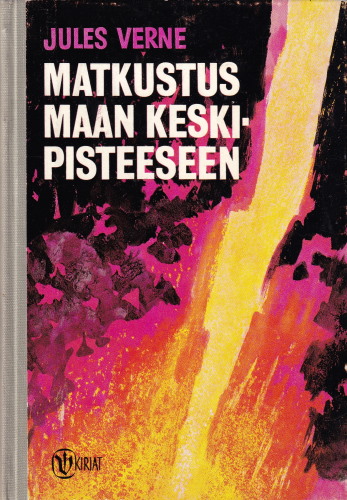 JULES VERNE
MATKUSTUS
MAAN KESKI-
PISTEESEEN
KIRJAT